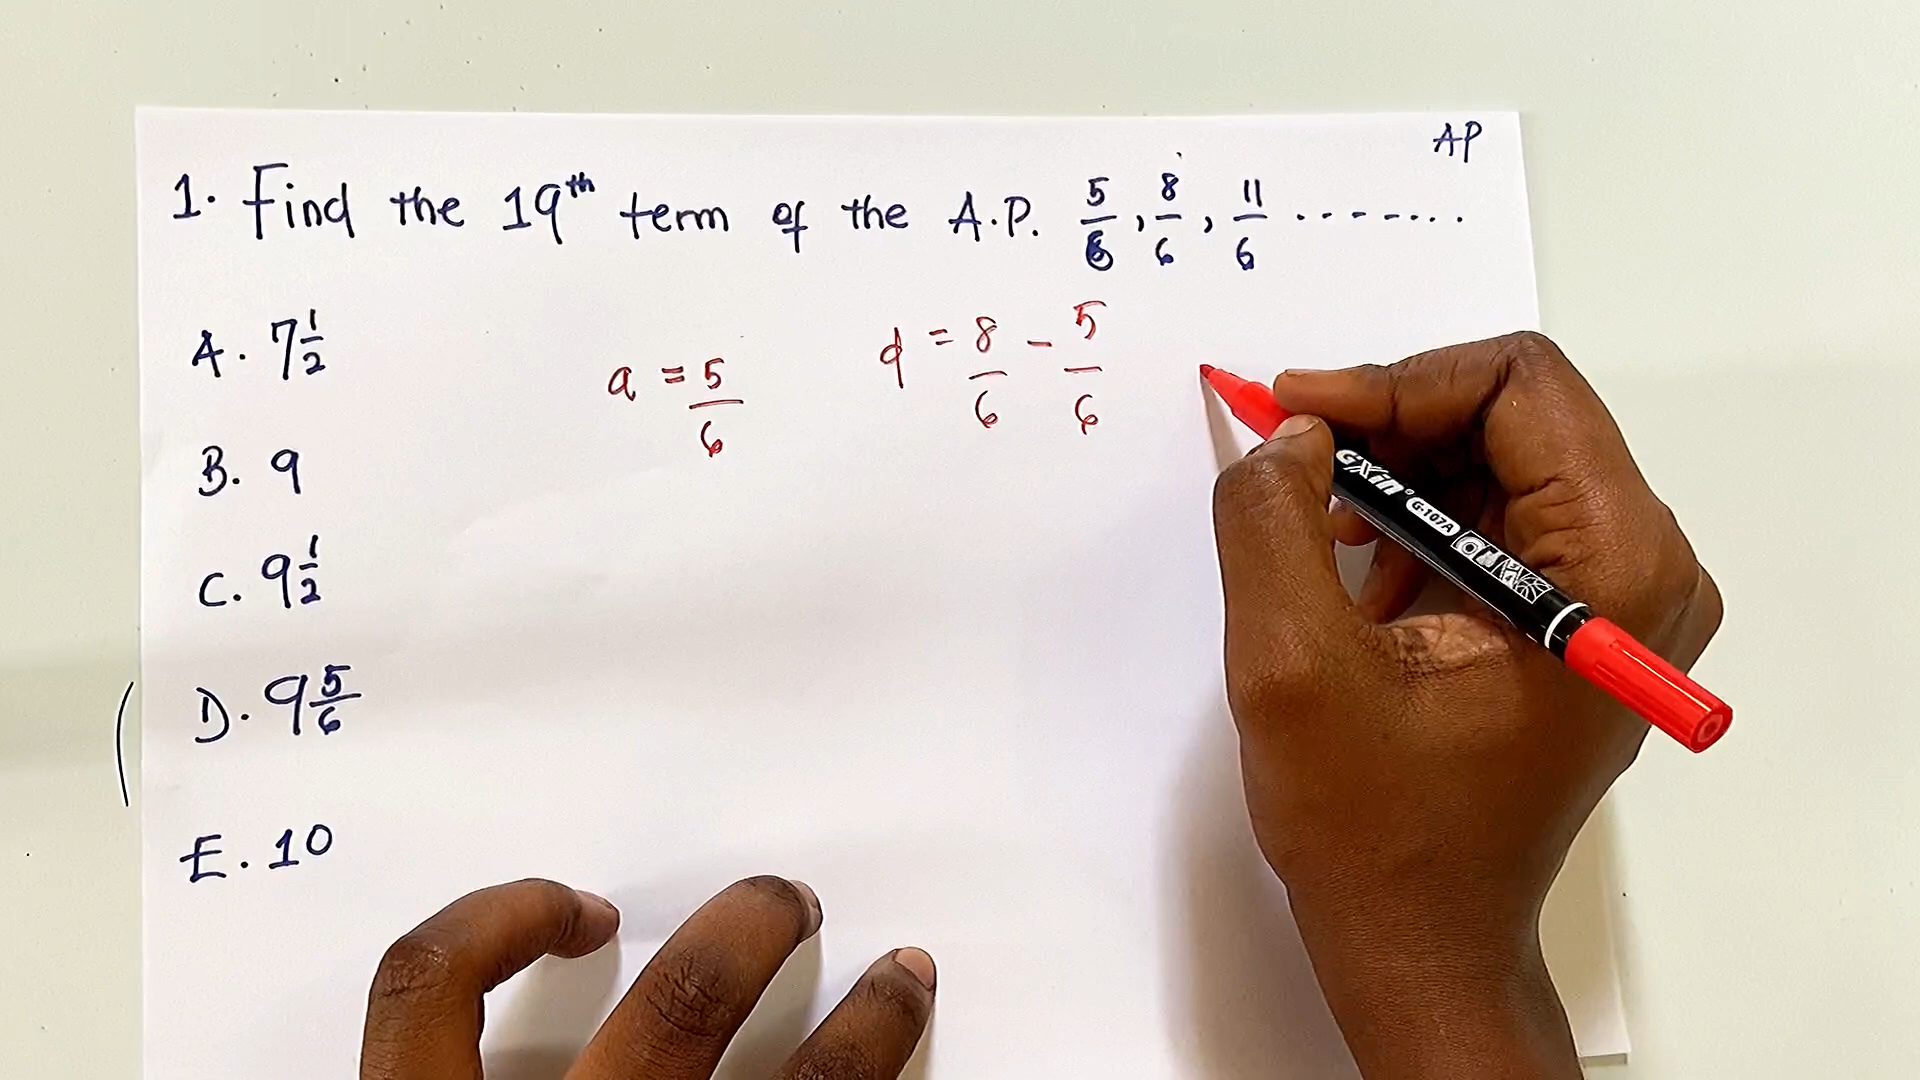 AP
1. Find the 19th term of the A.P. 5/6, 8/6, 11/6 ........
A. 7 1/2
a = 5/6
d = 8/6 - 5/6
B. 9
C. 9 1/2
D. 9 5/6
E. 10
GXin® G-107A